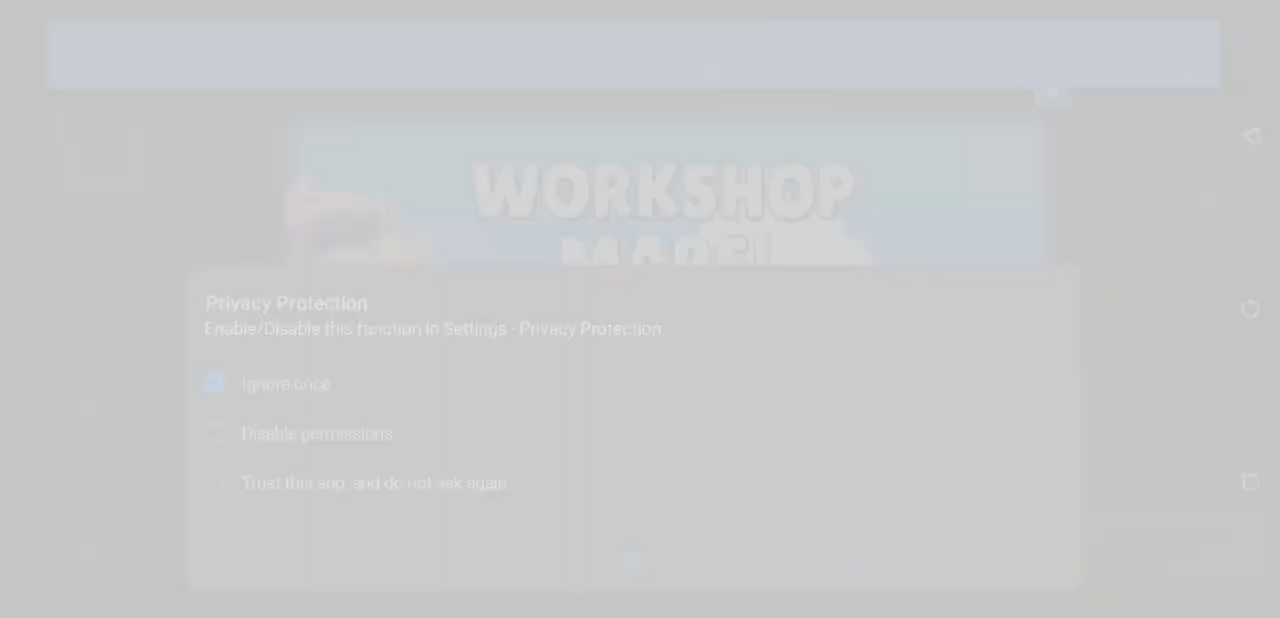 WORKSHOP
MADE!
Privacy Protection
Enable/Disable this function in Settings - Privacy Protection
Ignore once
Disable permissions
Trust this app, and do not ask again